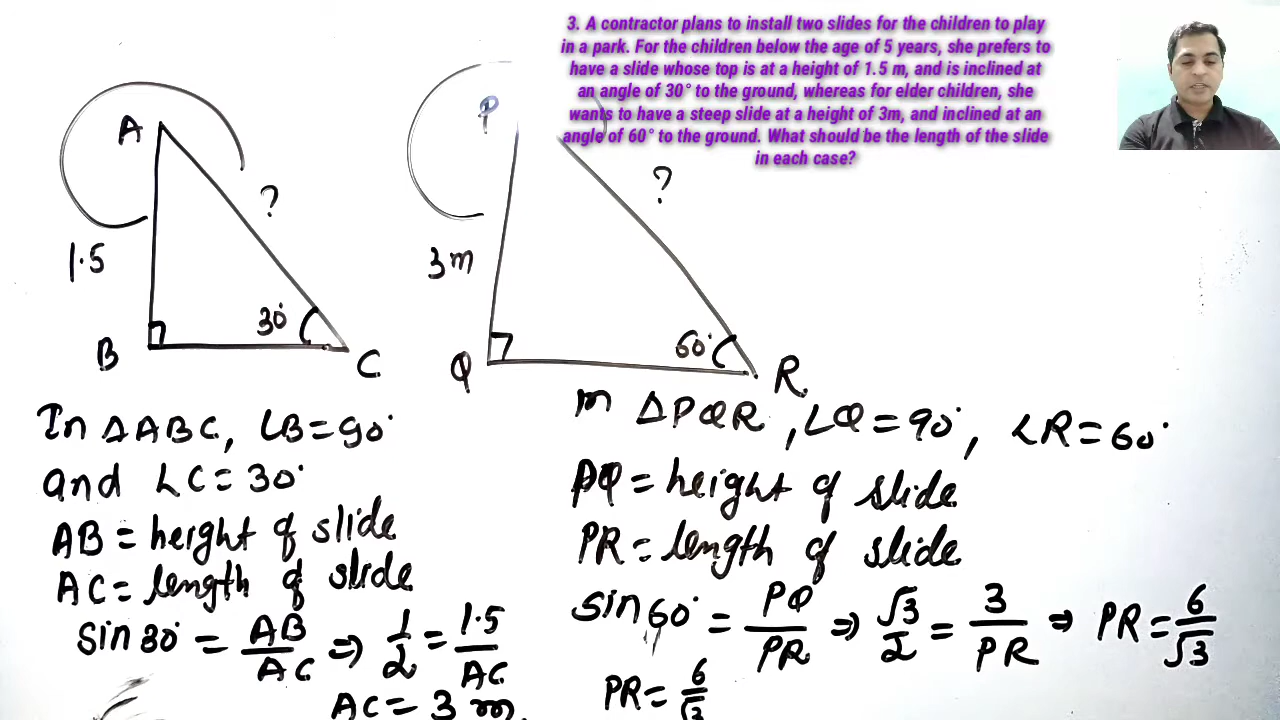 3. A contractor plans to install two slides for the children to play
in a park. For the children below the age of 5 years, she prefers to
have a slide whose top is at a height of 1.5 m, and is inclined at
an angle of 30° to the ground, whereas for elder children, she
wants to have a steep slide at a height of 3m, and inclined at an
angle of 60° to the ground. What should be the length of the slide
in each case?
A
?
1.5
30°
B
C
P
?
3m
60°
Q
R
In ΔABC, ∠B=90°
and ∠C=30°
AB = height of slide
AC = length of slide
sin 30° = AB/AC ⇒ 1/2 = 1.5/AC
AC = 3 m
In ΔPQR, ∠Q=90°, ∠R=60°
PQ = height of slide
PR = length of slide
sin 60° = PQ/PR ⇒ √3/2 = 3/PR ⇒ PR = 6/√3
PR = 6/√3